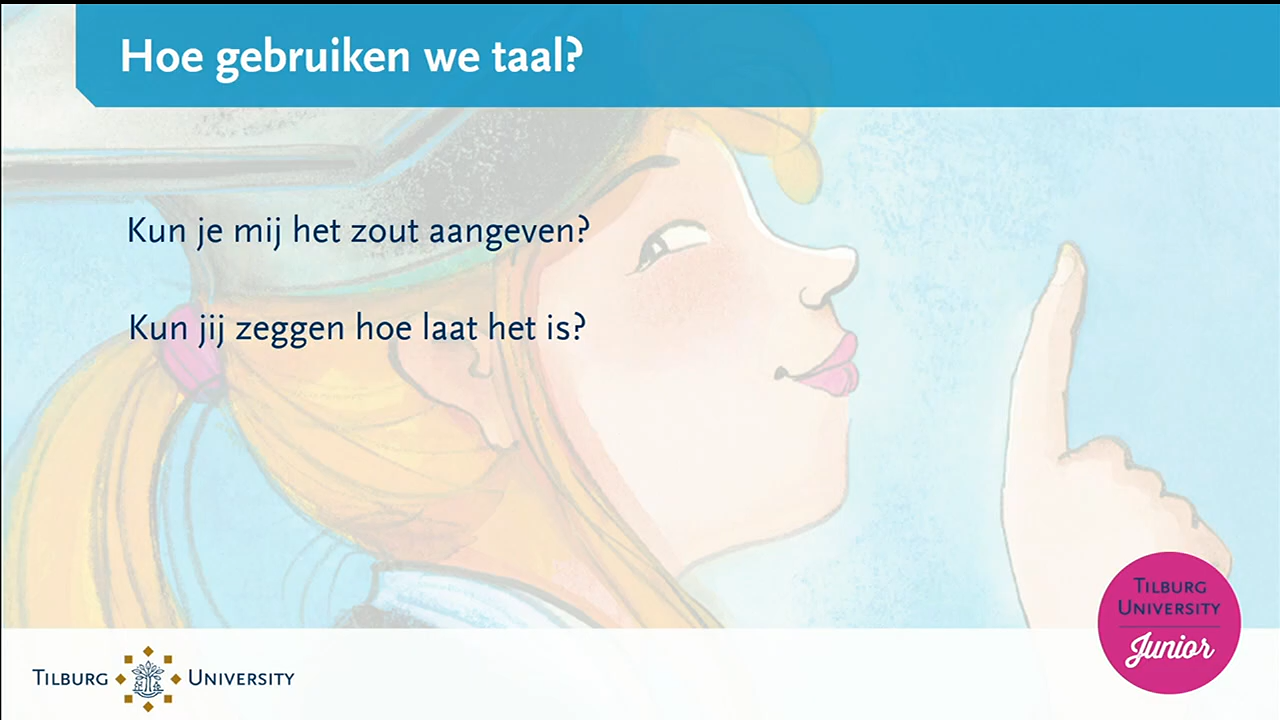 Hoe gebruiken we taal?
Kun je mij het zout aangeven?
Kun jij zeggen hoe laat het is?
TILBURG
UNIVERSITY
Junior
TILBURG UNIVERSITY